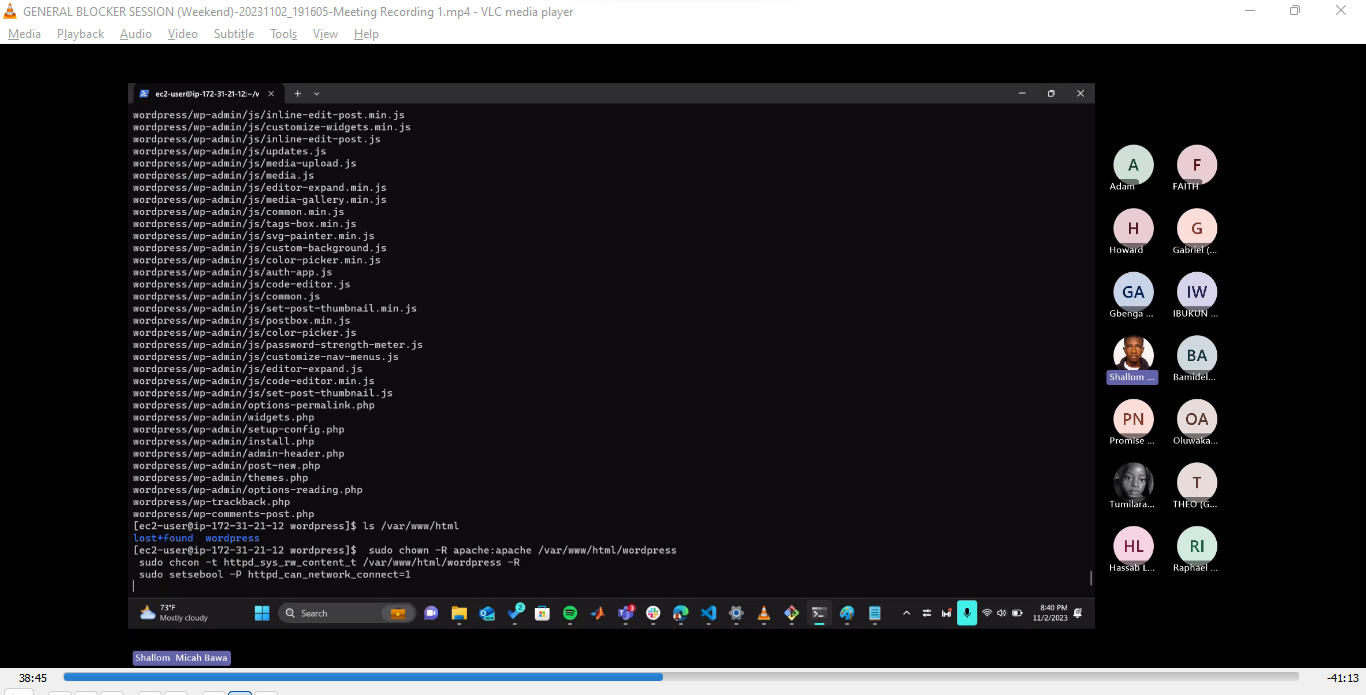 GENERAL BLOCKER SESSION (Weekend)-20231102_191605-Meeting Recording 1.mp4 - VLC media player
Media Playback Audio Video Subtitle Tools View Help
ec2-user@ip-172-31-21-12:~/v
wordpress/wp-admin/js/inline-edit-post.min.js
wordpress/wp-admin/js/customize-widgets.min.js
wordpress/wp-admin/js/inline-edit-post.js
wordpress/wp-admin/js/updates.js
wordpress/wp-admin/js/media-upload.js
wordpress/wp-admin/js/media.js
wordpress/wp-admin/js/editor-expand.min.js
wordpress/wp-admin/js/media-gallery.min.js
wordpress/wp-admin/js/common.min.js
wordpress/wp-admin/js/tags-box.min.js
wordpress/wp-admin/js/svg-painter.min.js
wordpress/wp-admin/js/custom-background.js
wordpress/wp-admin/js/color-picker.min.js
wordpress/wp-admin/js/auth-app.js
wordpress/wp-admin/js/code-editor.js
wordpress/wp-admin/js/common.js
wordpress/wp-admin/js/set-post-thumbnail.min.js
wordpress/wp-admin/js/postbox.min.js
wordpress/wp-admin/js/color-picker.js
wordpress/wp-admin/js/password-strength-meter.js
wordpress/wp-admin/js/customize-nav-menus.js
wordpress/wp-admin/js/editor-expand.js
wordpress/wp-admin/js/code-editor.min.js
wordpress/wp-admin/js/set-post-thumbnail.js
wordpress/wp-admin/options-permalink.php
wordpress/wp-admin/widgets.php
wordpress/wp-admin/setup-config.php
wordpress/wp-admin/install.php
wordpress/wp-admin/admin-header.php
wordpress/wp-admin/post-new.php
wordpress/wp-admin/themes.php
wordpress/wp-admin/options-reading.php
wordpress/wp-trackback.php
wordpress/wp-comments-post.php
[ec2-user@ip-172-31-21-12 wordpress]$ ls /var/www/html
lost+found wordpress
[ec2-user@ip-172-31-21-12 wordpress]$ sudo chown -R apache:apache /var/www/html/wordpress
sudo chcon -t httpd_sys_rw_content_t /var/www/html/wordpress -R
sudo setsebool -P httpd_can_network_connect=1
A F
Adam FAITH
H G
Howard Gabriel (...
GA IW
Gbenga ... IBUKUN ...
BA
Shallom ... Bamidel...
PN OA
Promise ... Oluwaka...
T
Tumilara... THEO (G...
HL RI
Hassab L... Raphael ...
73°F
Mostly cloudy
Search
2
3
8:40 PM
11/2/2023
Shallom Micah Bawa
38:45
-41:13